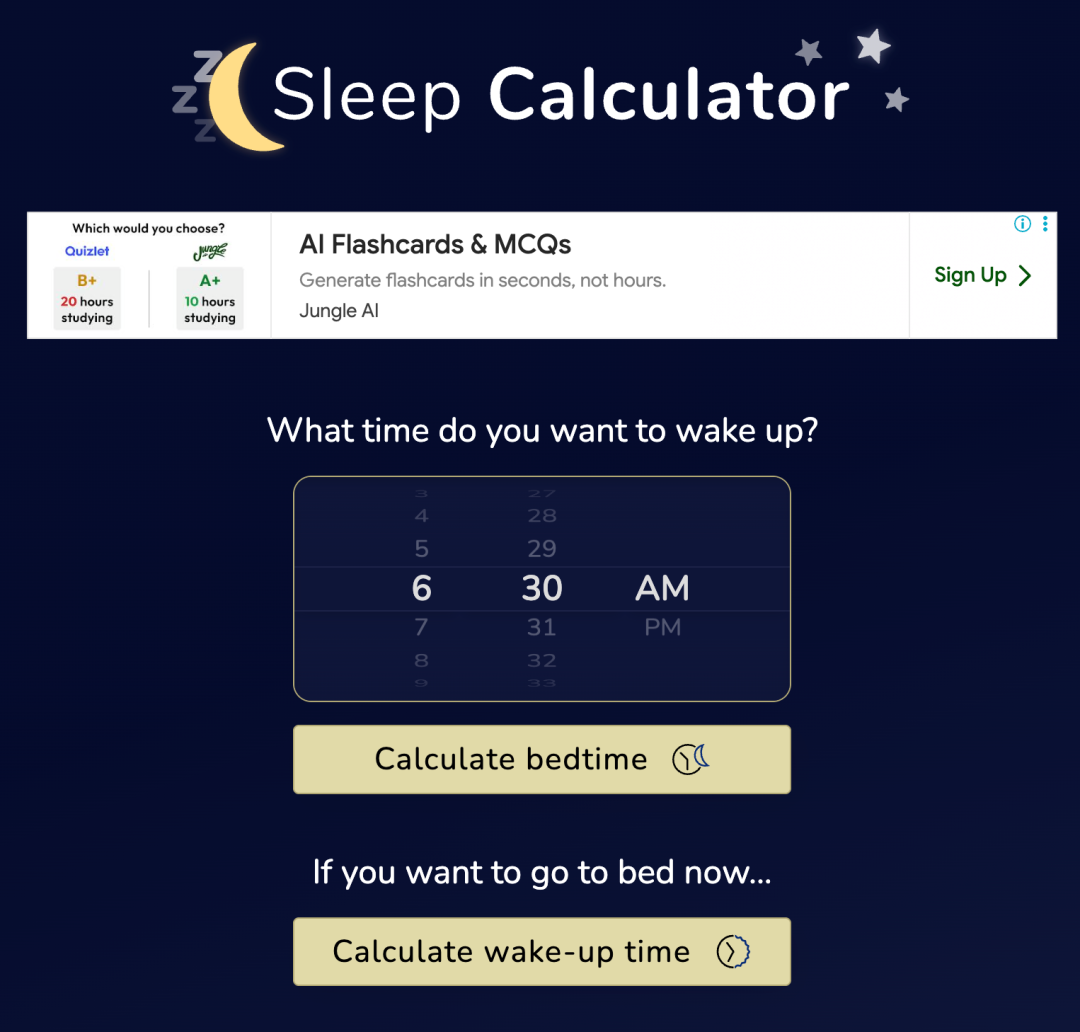 Z
Z
Z
Sleep Calculator
Which would you choose?
Quizlet
Jungle
B+
A+
20 hours
studying
10 hours
studying
AI Flashcards & MCQs
Generate flashcards in seconds, not hours.
Jungle AI
Sign Up
What time do you want to wake up?
3 27
4 28
5 29
6 30 AM
7 31 PM
8 32
9 33
Calculate bedtime
If you want to go to bed now...
Calculate wake-up time